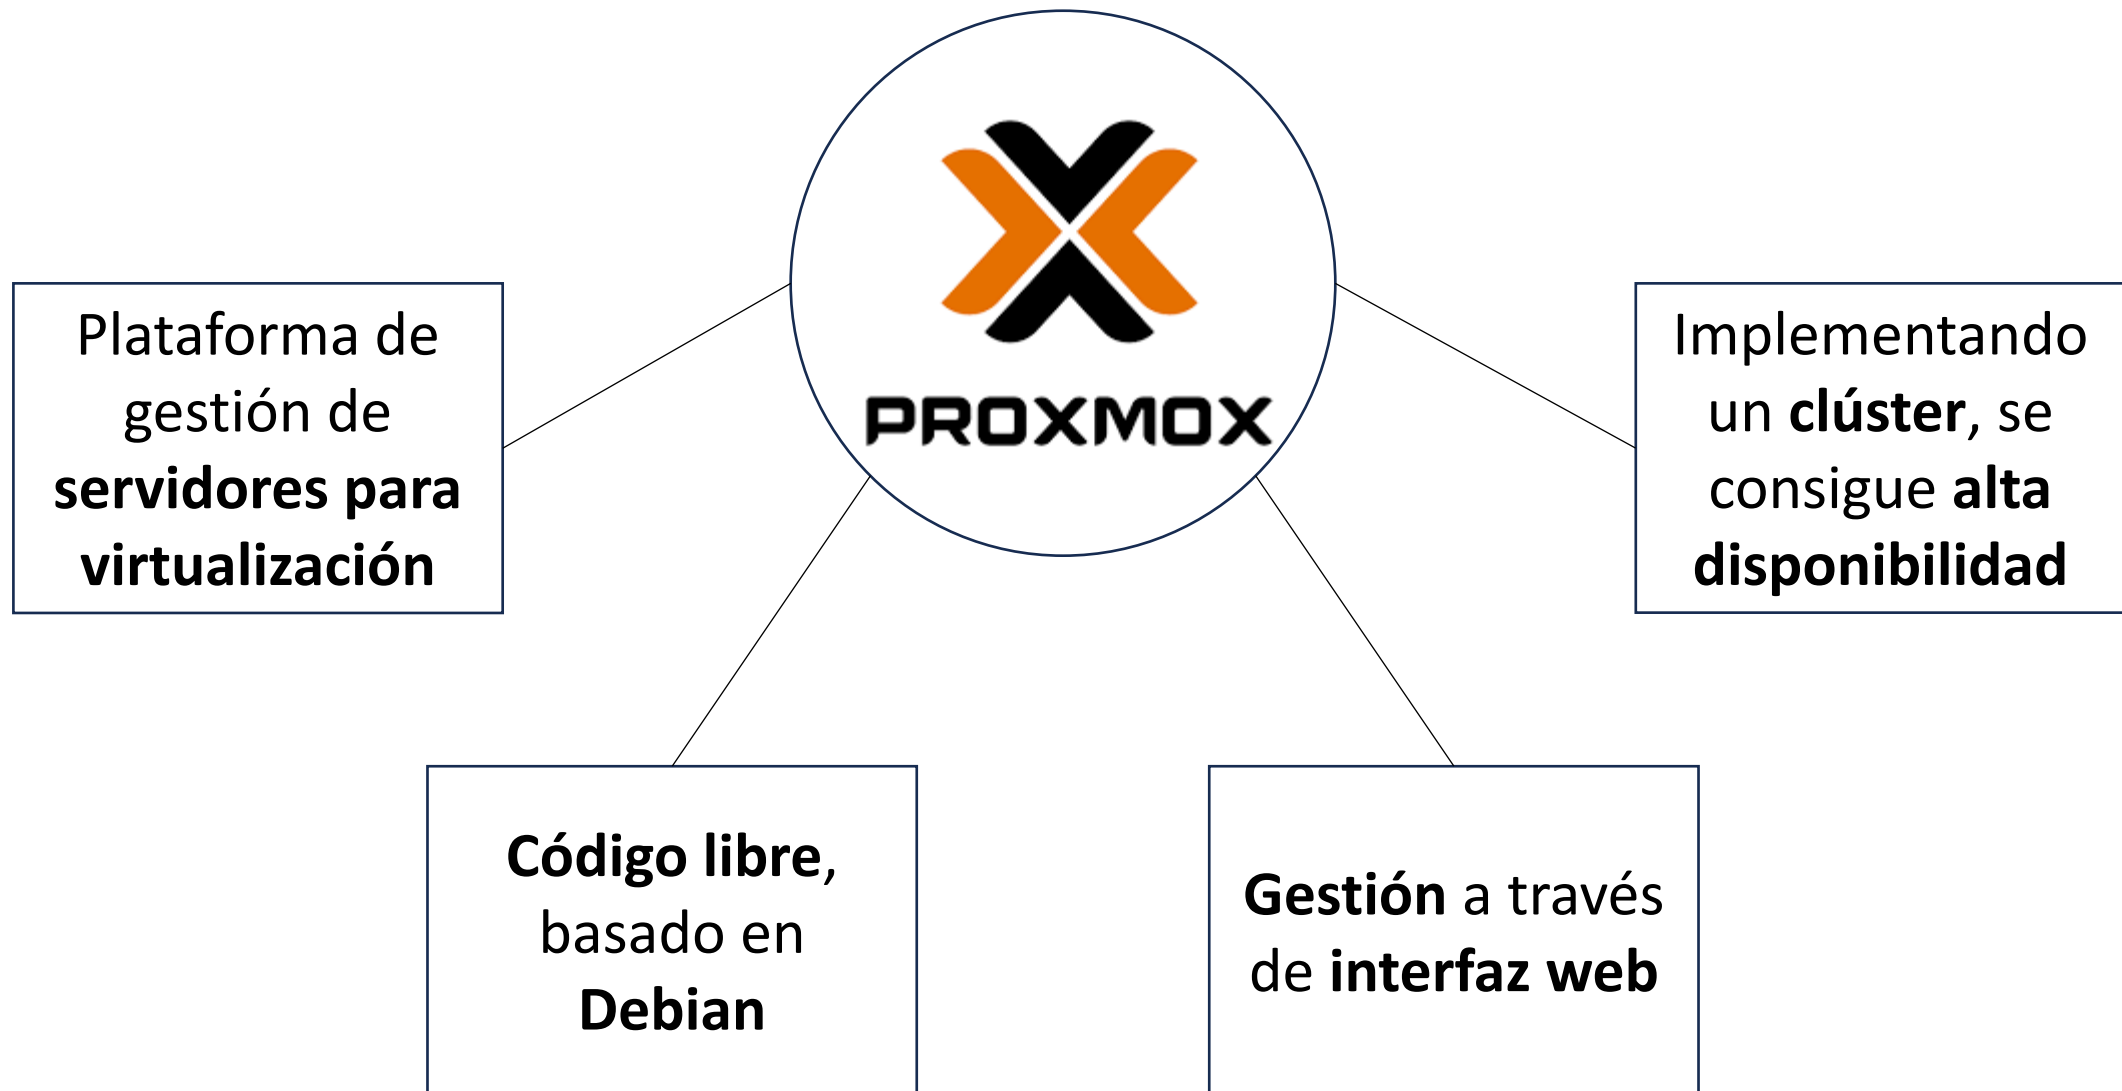 PROXMOX
Plataforma de
gestión de
servidores para
virtualización
Código libre,
basado en
Debian
Gestión a través
de interfaz web
Implementando
un clúster, se
consigue alta
disponibilidad